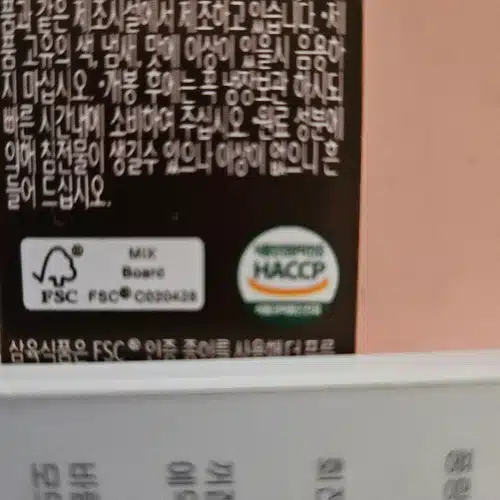 품과 같은 제조시설에서 제조하고 있습니다. •제
품 고유의 색, 냄새, 맛에 이상이 있을시 음용하
지 마십시오. •개봉 후에는 꼭 냉장보관 하시되
빠른 시간내에 소비하여 주십시오. •원료 성분에
의해 침전물이 생길수 있으나 이상이 없으니 흔
들어 드십시오.
MIX
Board
FSC FSC® C020428
HACCP
삼육식품은 FSC® 인증 종이를 사용해 더 푸른